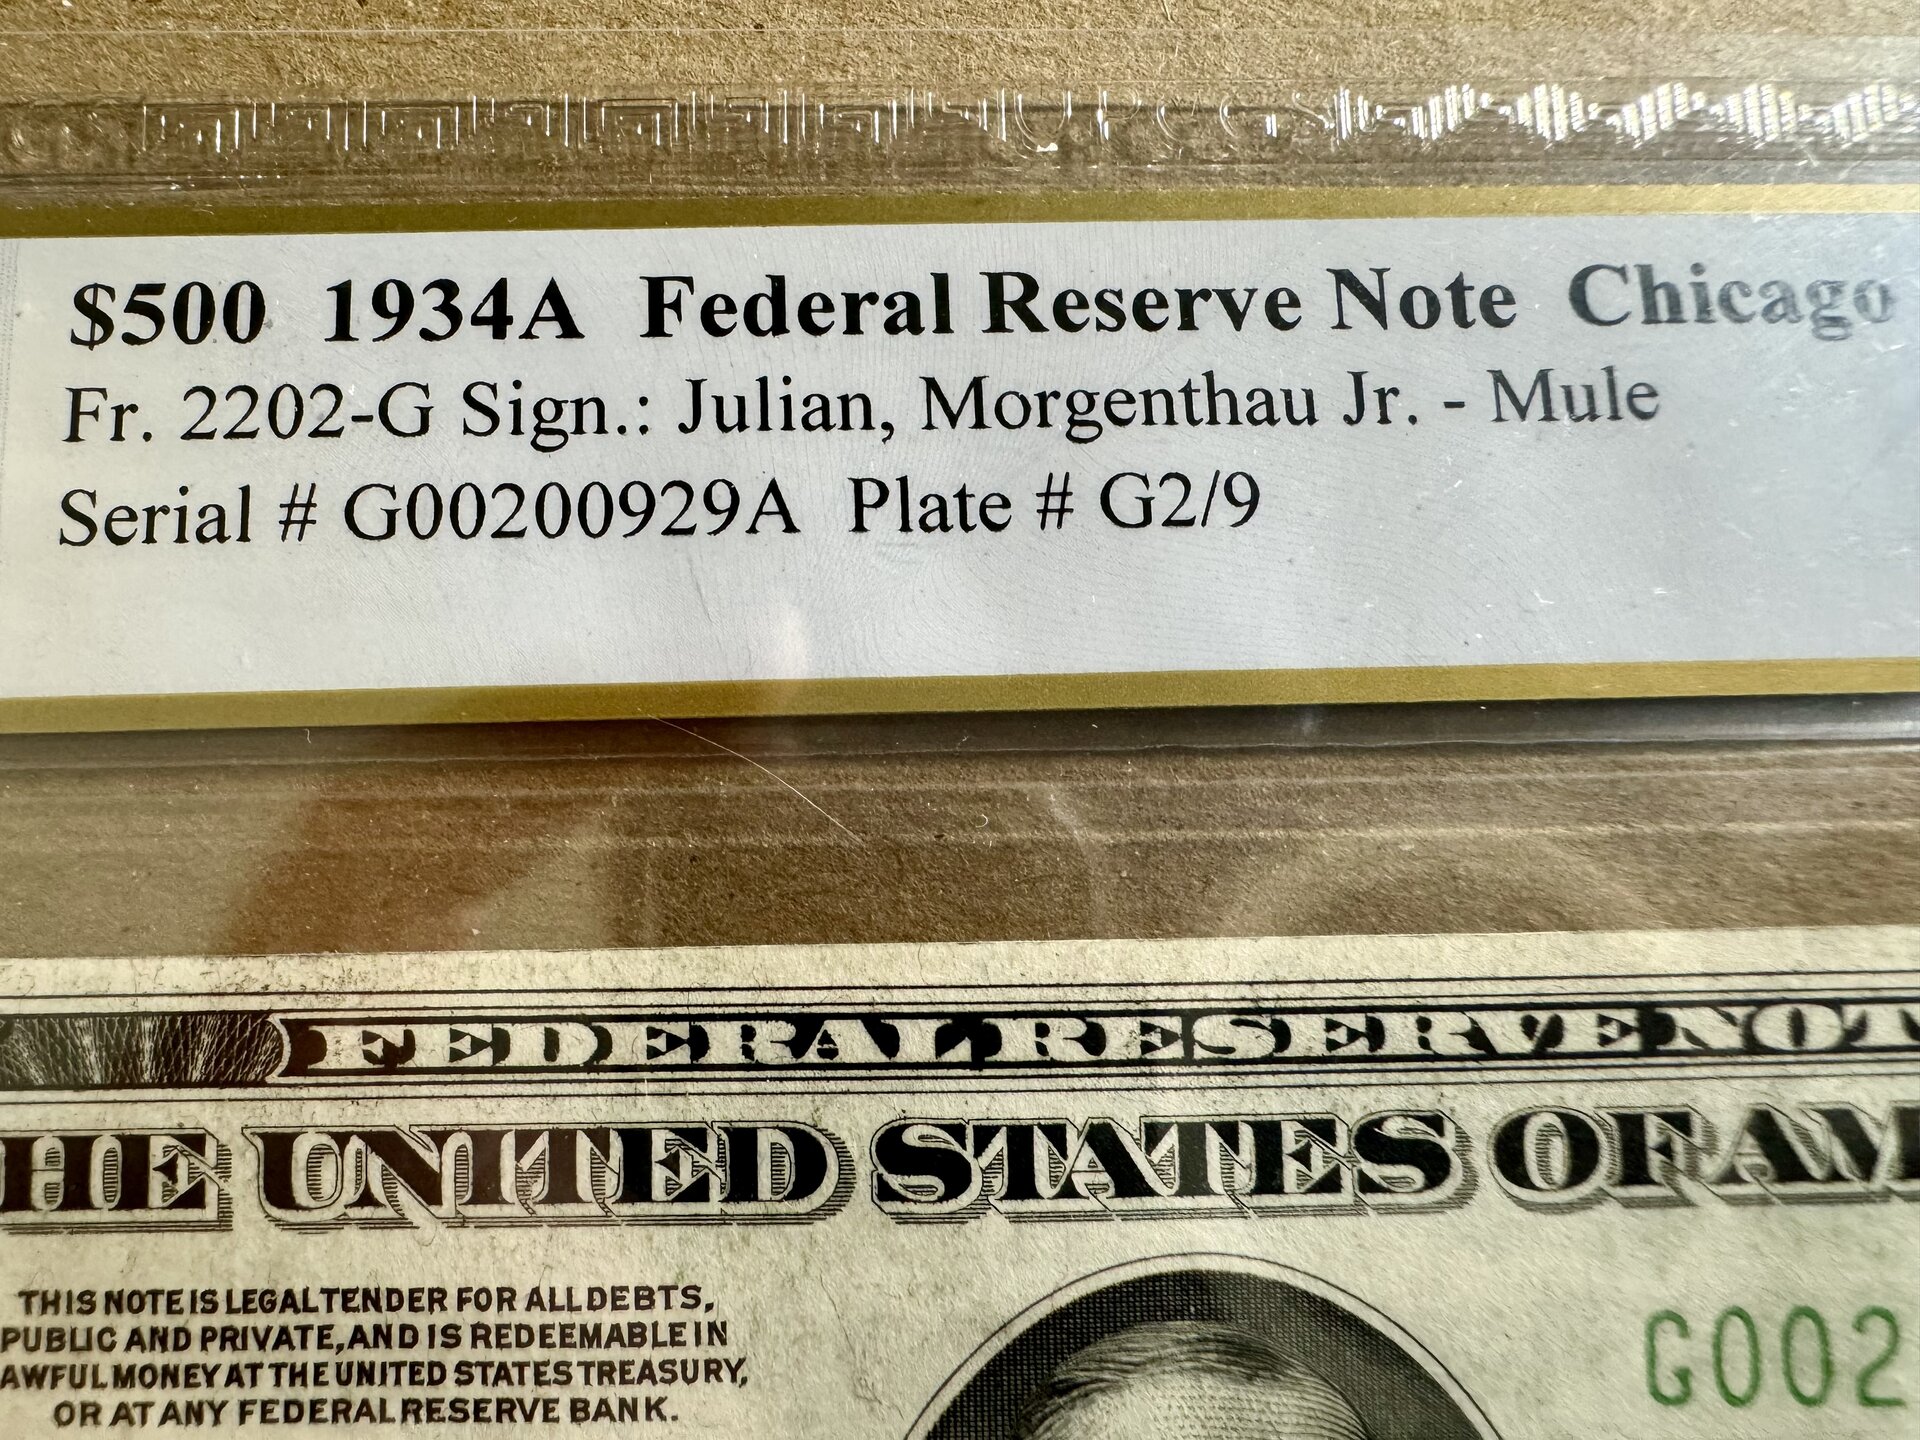 $500 1934A Federal Reserve Note Chicago
Fr. 2202-G Sign.: Julian, Morgenthau Jr. - Mule
Serial # G00200929A Plate # G2/9
FEDERAL RESERVE NOT
HE UNITED STATES OF AM
THIS NOTE IS LEGAL TENDER FOR ALL DEBTS,
PUBLIC AND PRIVATE, AND IS REDEEMABLE IN
AWFUL MONEY AT THE UNITED STATES TREASURY,
OR AT ANY FEDERAL RESERVE BANK.
G002